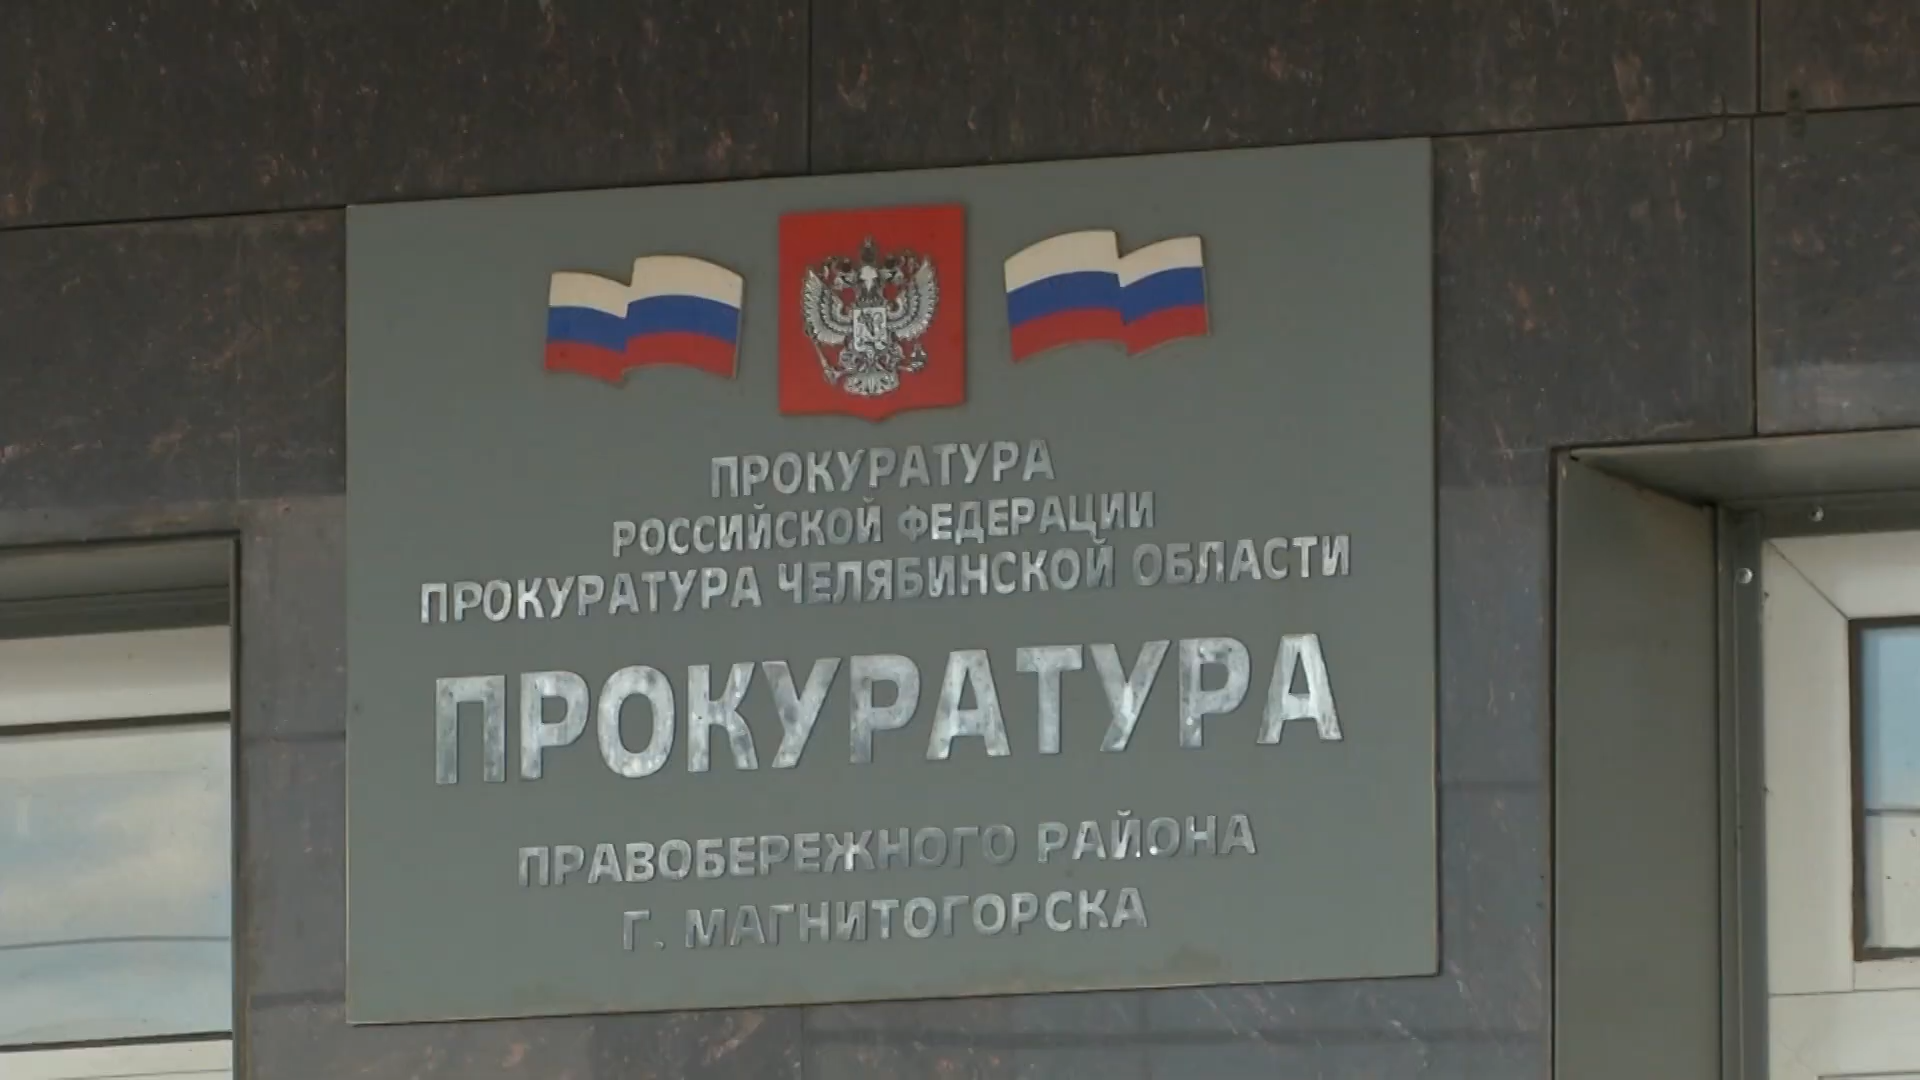 ПРОКУРАТУРА
РОССИЙСКОЙ ФЕДЕРАЦИИ
ПРОКУРАТУРА ЧЕЛЯБИНСКОЙ ОБЛАСТИ
ПРОКУРАТУРА
ПРАВОБЕРЕЖНОГО РАЙОНА
Г. МАГНИТОГОРСКА